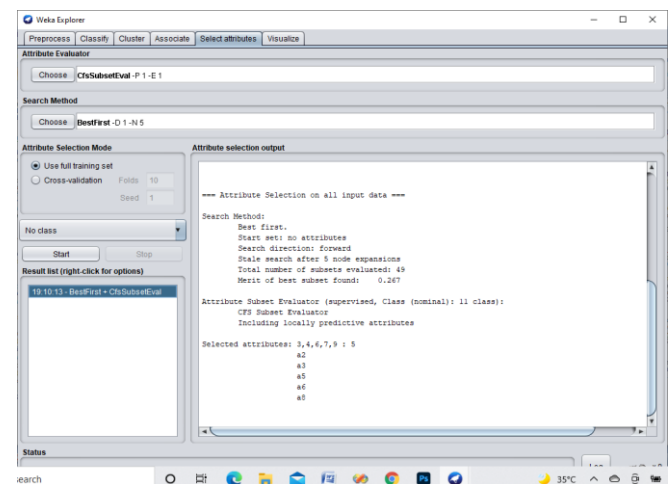 Weka Explorer
Preprocess Classify Cluster Associate Select attributes Visualize
Attribute Evaluator
Choose CfsSubsetEval -P 1 -E 1
Search Method
Choose BestFirst -D 1 -N 5
Attribute Selection Mode
Use full training set
Cross-validation Folds 10
Seed 1
No class
Start Stop
Result list (right-click for options)
19:10:13 - BestFirst + CfsSubsetEval
Attribute selection output
=== Attribute Selection on all input data ===
Search Method:
Best first.
Start set: no attributes
Search direction: forward
Stale search after 5 node expansions
Total number of subsets evaluated: 49
Merit of best subset found: 0.267
Attribute Subset Evaluator (supervised, Class (nominal): 11 class):
CFS Subset Evaluator
Including locally predictive attributes
Selected attributes: 3,4,6,7,9 : 5
a2
a3
a5
a6
a8
Status
search
35°C